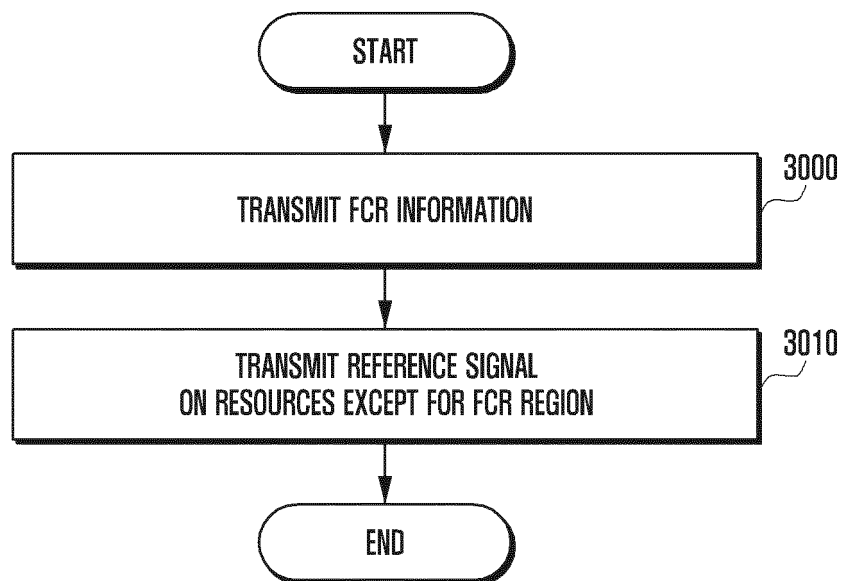 START
TRANSMIT FCR INFORMATION
3000
TRANSMIT REFERENCE SIGNAL
ON RESOURCES EXCEPT FOR FCR REGION
3010
END